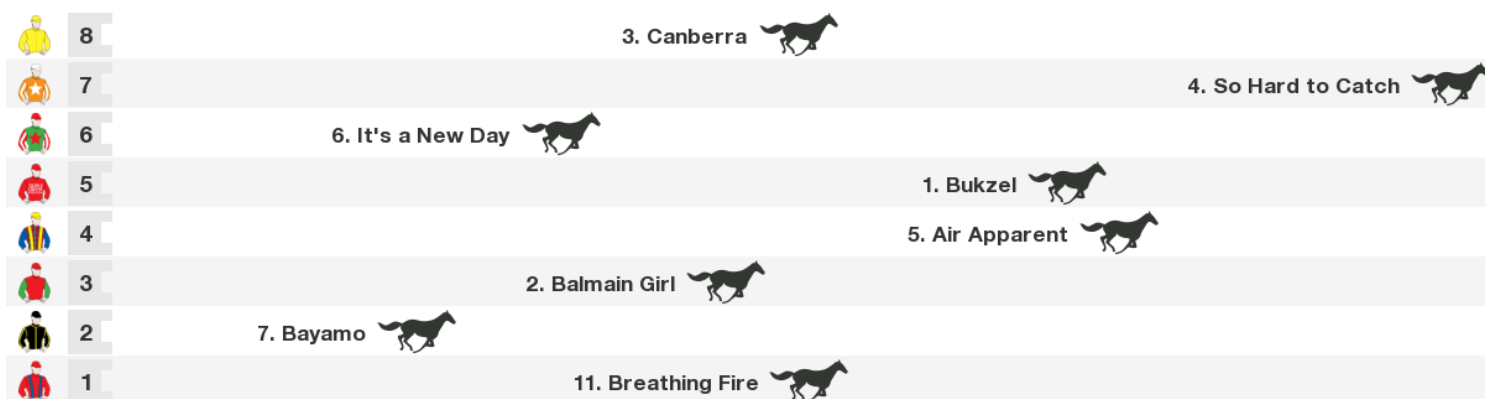 8 3. Canberra
7 4. So Hard to Catch
6 6. It's a New Day
5 1. Bukzel
4 5. Air Apparent
3 2. Balmain Girl
2 7. Bayamo
1 11. Breathing Fire